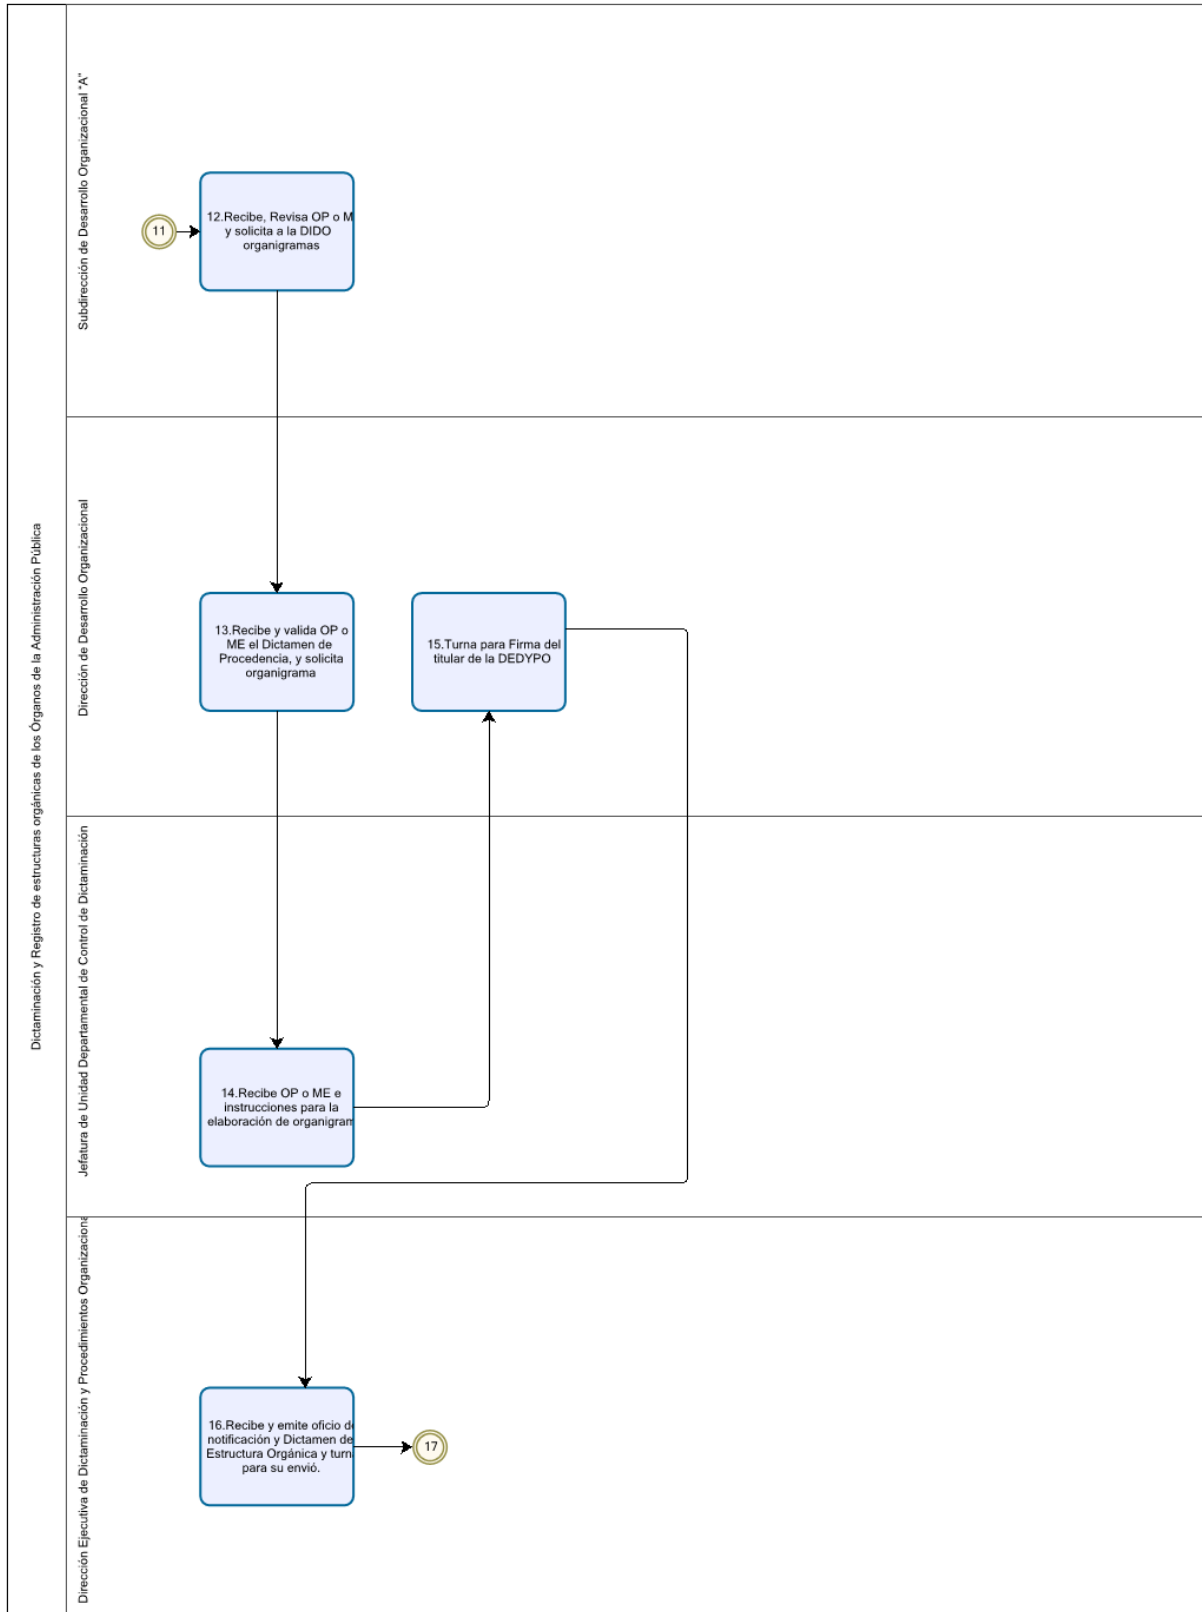 Dictaminación y Registro de estructuras orgánicas de los Órganos de la Administración Pública
Subdirección de Desarrollo Organizacional "A"
11
12.Recibe, Revisa OP o M
y solicita a la DIDO
organigramas
Dirección de Desarrollo Organizacional
13.Recibe y valida OP o
ME el Dictamen de
Procedencia, y solicita
organigrama
15.Turna para Firma del
titular de la DEDYPO
Jefatura de Unidad Departamental de Control de Dictaminación
14.Recibe OP o ME e
instrucciones para la
elaboración de organigram
Dirección Ejecutiva de Dictaminación y Procedimientos Organizaciona
16.Recibe y emite oficio de
notificación y Dictamen de
Estructura Orgánica y turn
para su envió.
17